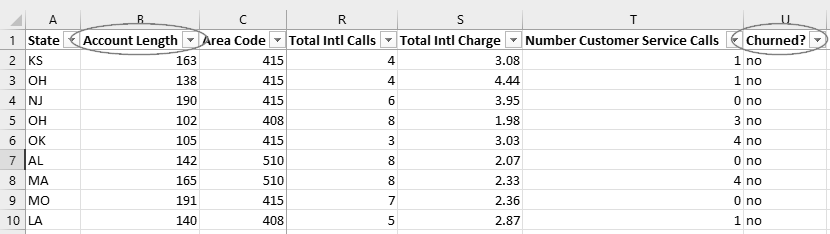 A B C R S T U
1 State Account Length Area Code Total Intl Calls Total Intl Charge Number Customer Service Calls Churned?
2 KS 163 415 4 3.08 1 no
3 OH 138 415 4 4.44 1 no
4 NJ 190 415 6 3.95 0 no
5 OH 102 408 8 1.98 3 no
6 OK 105 415 3 3.03 4 no
7 AL 142 510 8 2.07 0 no
8 MA 165 510 8 2.33 4 no
9 MO 191 415 7 2.36 0 no
10 LA 140 408 5 2.87 1 no